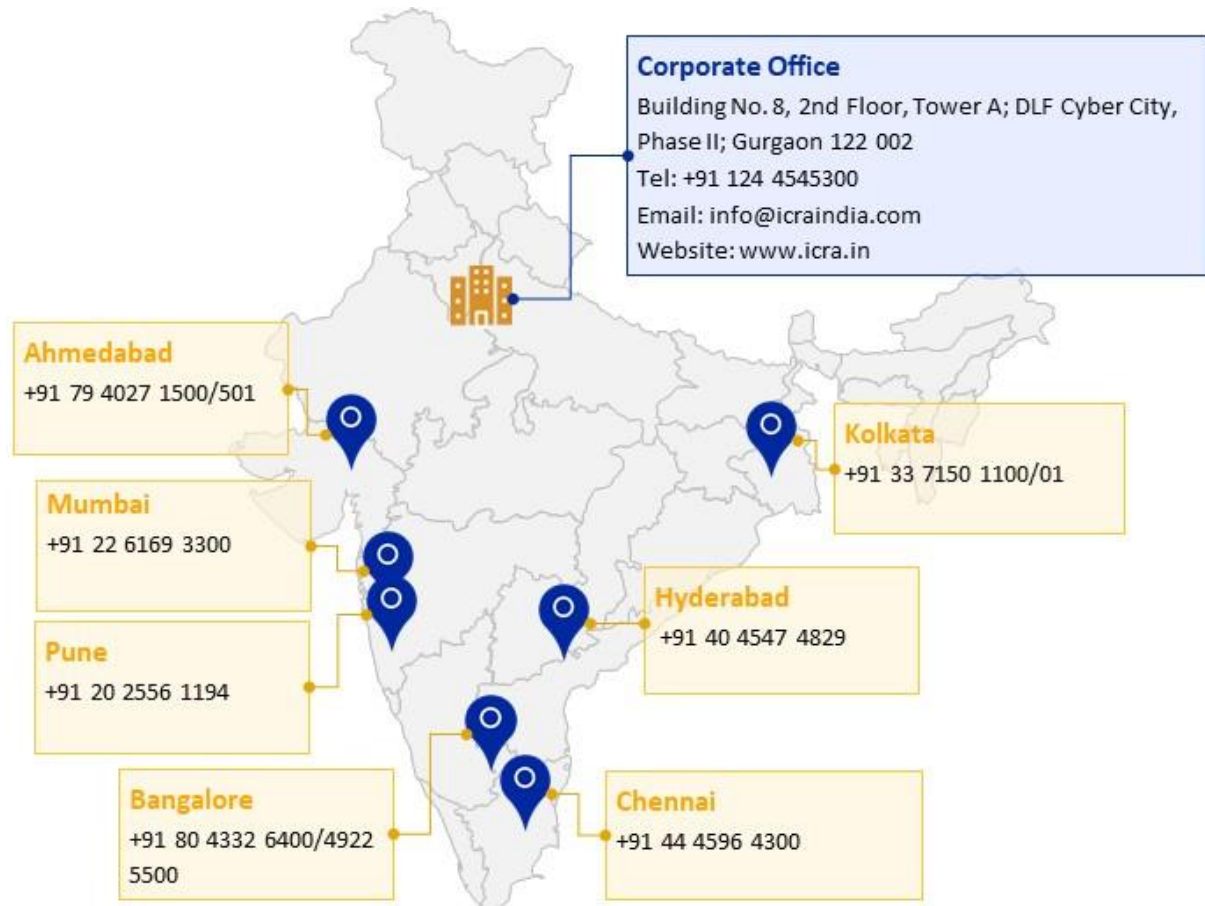 Corporate Office
Building No. 8, 2nd Floor, Tower A; DLF Cyber City,
Phase II; Gurgaon 122 002
Tel: +91 124 4545300
Email: info@icraindia.com
Website: www.icra.in
Ahmedabad
+91 79 4027 1500/501
Kolkata
+91 33 7150 1100/01
Mumbai
+91 22 6169 3300
Hyderabad
+91 40 4547 4829
Pune
+91 20 2556 1194
Bangalore
+91 80 4332 6400/4922
5500
Chennai
+91 44 4596 4300